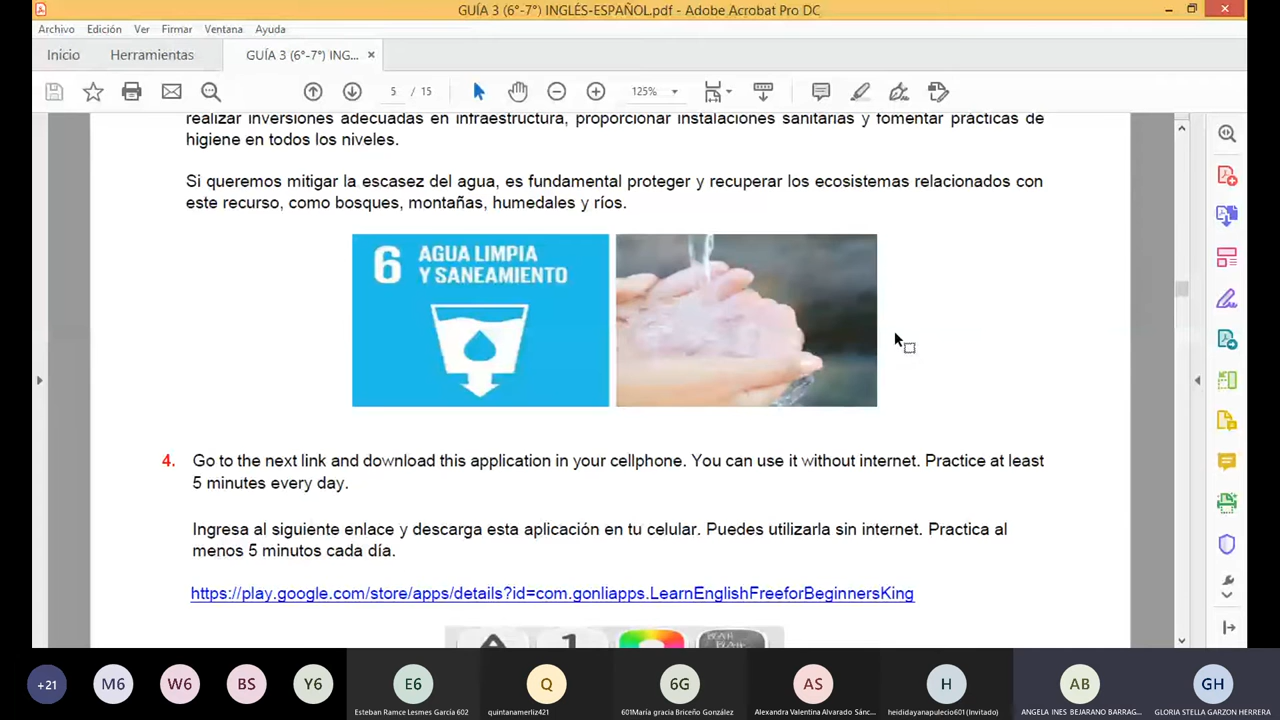 GUÍA 3 (6°-7°) INGLÉS-ESPAÑOL.pdf - Adobe Acrobat Pro DC
Archivo Edición Ver Firmar Ventana Ayuda
Inicio Herramientas GUÍA 3 (6°-7°) ING... ×
5 / 15 125%
realizar inversiones adecuadas en infraestructura, proporcionar instalaciones sanitarias y fomentar prácticas de
higiene en todos los niveles.
Si queremos mitigar la escasez del agua, es fundamental proteger y recuperar los ecosistemas relacionados con
este recurso, como bosques, montañas, humedales y ríos.
6 AGUA LIMPIA
Y SANEAMIENTO
4. Go to the next link and download this application in your cellphone. You can use it without internet. Practice at least
5 minutes every day.
Ingresa al siguiente enlace y descarga esta aplicación en tu celular. Puedes utilizarla sin internet. Practica al
menos 5 minutos cada día.
https://play.google.com/store/apps/details?id=com.gonliapps.LearnEnglishFreeforBeginnersKing
+21 M6 W6 BS Y6 E6 Q 6G AS H AB GH
Esteban Ramce Lesmes García 602 quintanamerliz421 601María gracia Briceño González Alexandra Valentina Alvarado Sánc... heididayanapulecio601 (Invitado) ANGELA INES BEJARANO BARRAG... GLORIA STELLA GARZON HERRERA